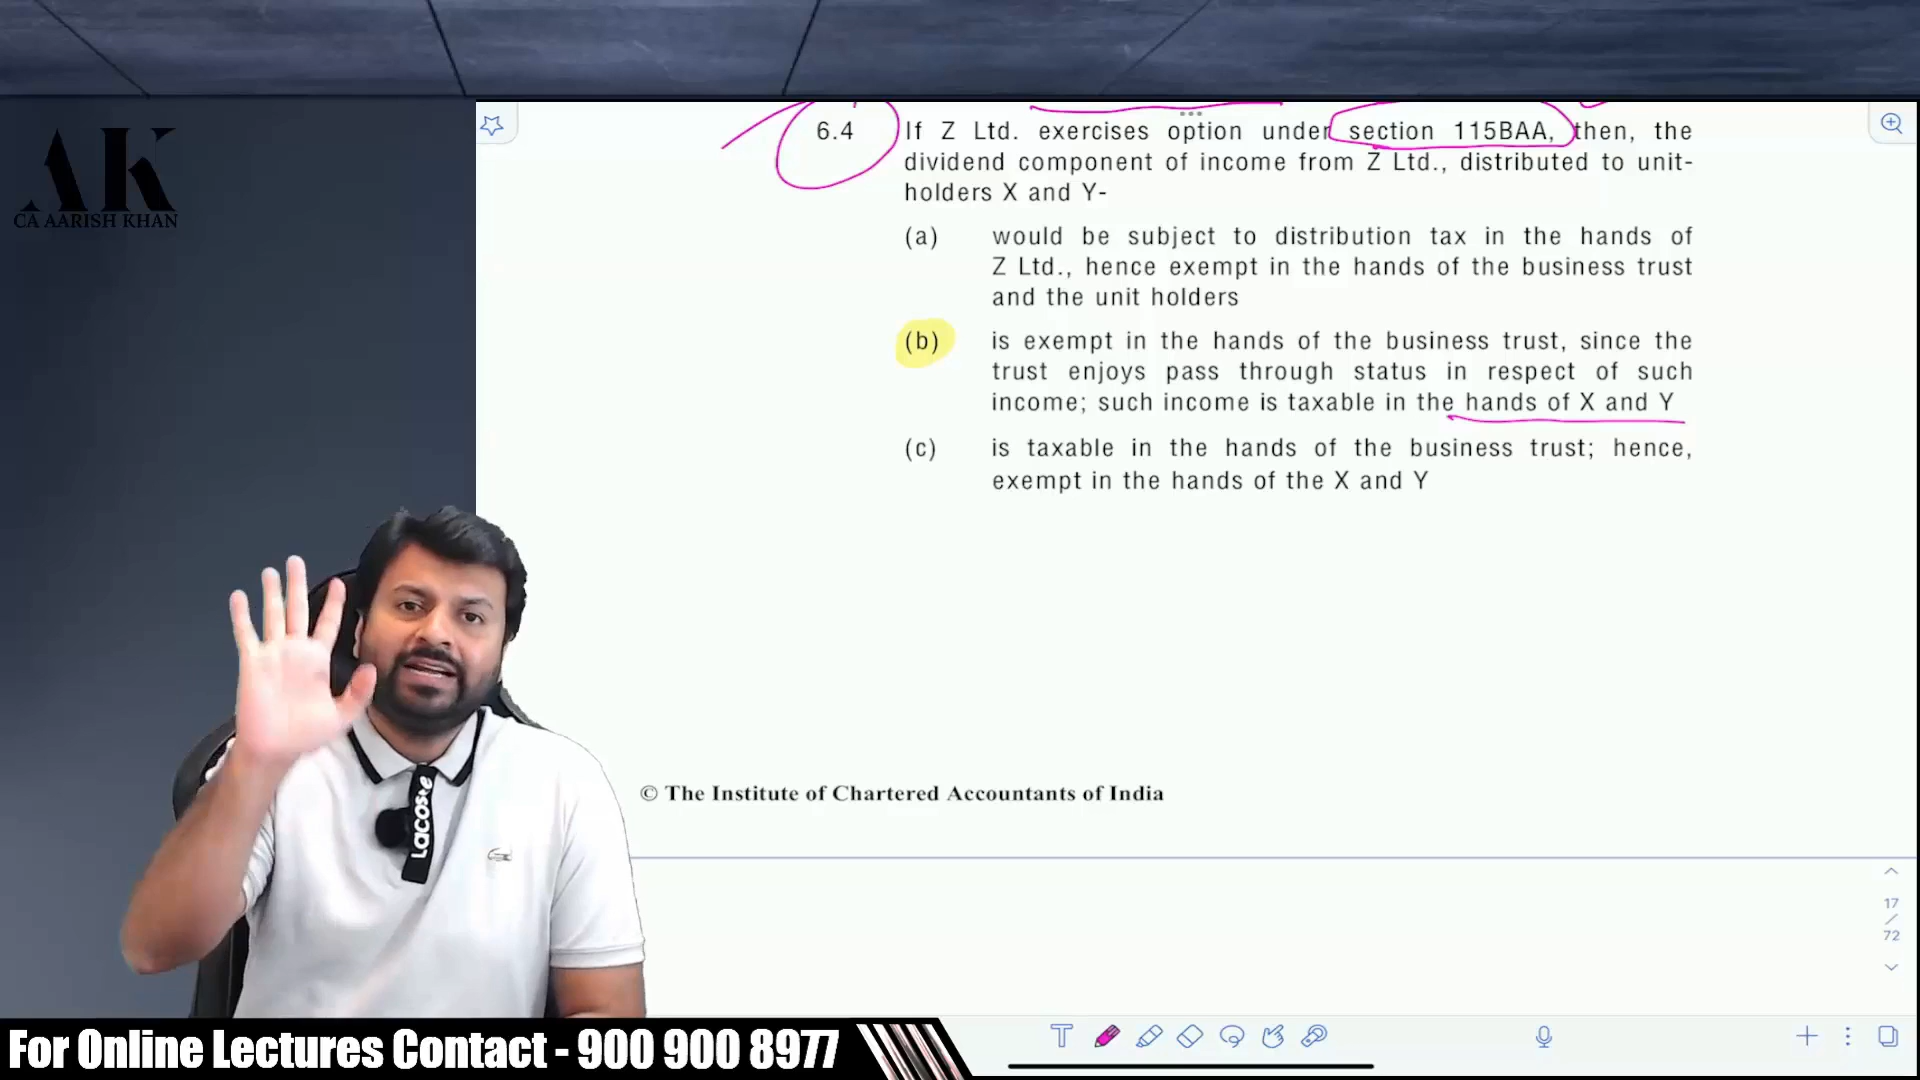 AK
CA AARISH KHAN
6.4 If Z Ltd. exercises option under section 115BAA, then, the
dividend component of income from Z Ltd., distributed to unit-
holders X and Y-
(a) would be subject to distribution tax in the hands of
Z Ltd., hence exempt in the hands of the business trust
and the unit holders
(b) is exempt in the hands of the business trust, since the
trust enjoys pass through status in respect of such
income; such income is taxable in the hands of X and Y
(c) is taxable in the hands of the business trust; hence,
exempt in the hands of the X and Y
LACOSTE
© The Institute of Chartered Accountants of India
17
/
72
T
For Online Lectures Contact - 900 900 8977